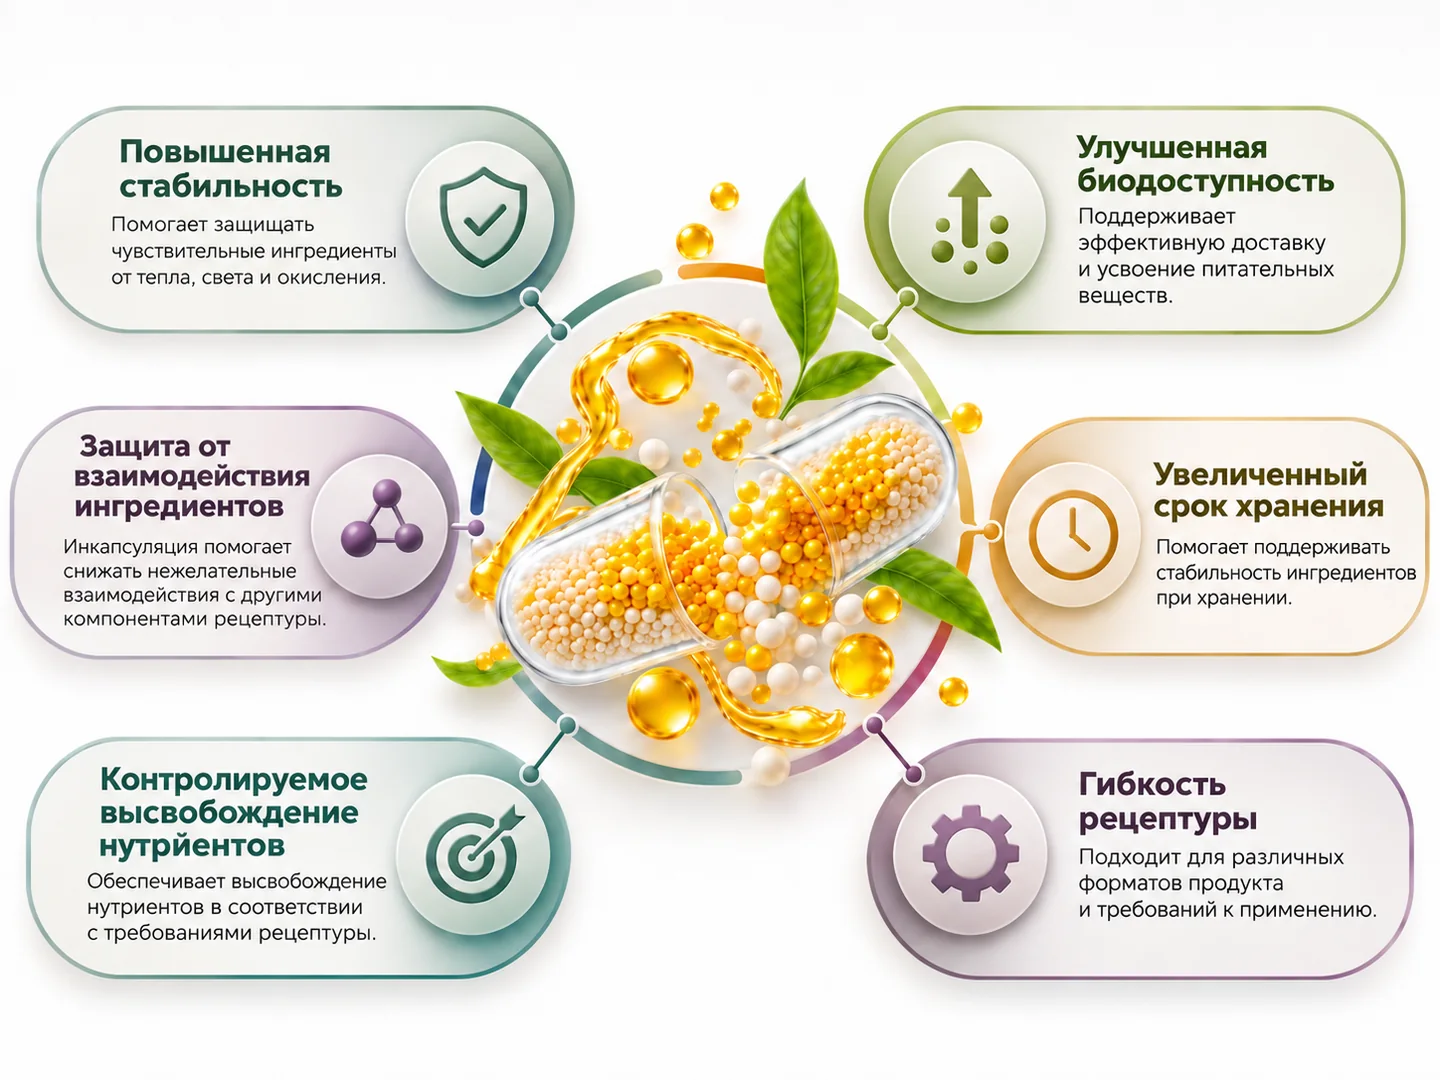 Повышенная
стабильность
Помогает защищать
чувствительные ингредиенты
от тепла, света и окисления.
Улучшенная
биодоступность
Поддерживает
эффективную доставку
и усвоение питательных
веществ.
Защита от
взаимодействия
ингредиентов
Инкапсуляция помогает
снижать нежелательные
взаимодействия с другими
компонентами рецептуры.
Увеличенный
срок хранения
Помогает поддерживать
стабильность ингредиентов
при хранении.
Контролируемое
высвобождение
нутрйентов
Обеспечивает высвобождение
нутриентов в соответствии
с требованиями рецептуры.
Гибкость
рецептуры
Подходит для различных
форматов продукта
и требований к применению.